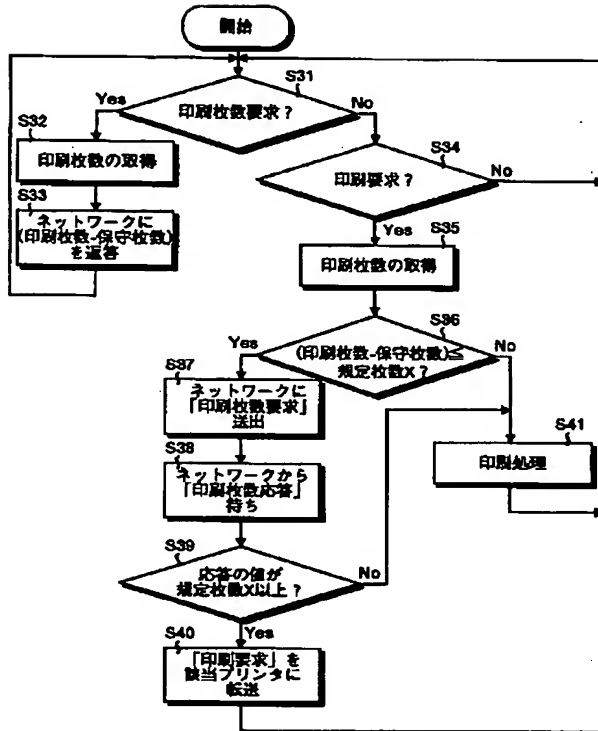 開始
S31
印刷枚数要求？
Yes
No
S32
印刷枚数の取得
S33
ネットワークに
(印刷枚数-保守枚数)
を返答
S34
印刷要求？
No
Yes
S35
印刷枚数の取得
S36
(印刷枚数-保守枚数)≦
規定枚数X？
Yes
No
S37
ネットワークに
「印刷枚数要求」
送出
S38
ネットワークから
「印刷枚数応答」
待ち
S39
応答の値が
規定枚数X以上？
No
Yes
S40
「印刷要求」を
該当プリンタに
転送
S41
印刷処理